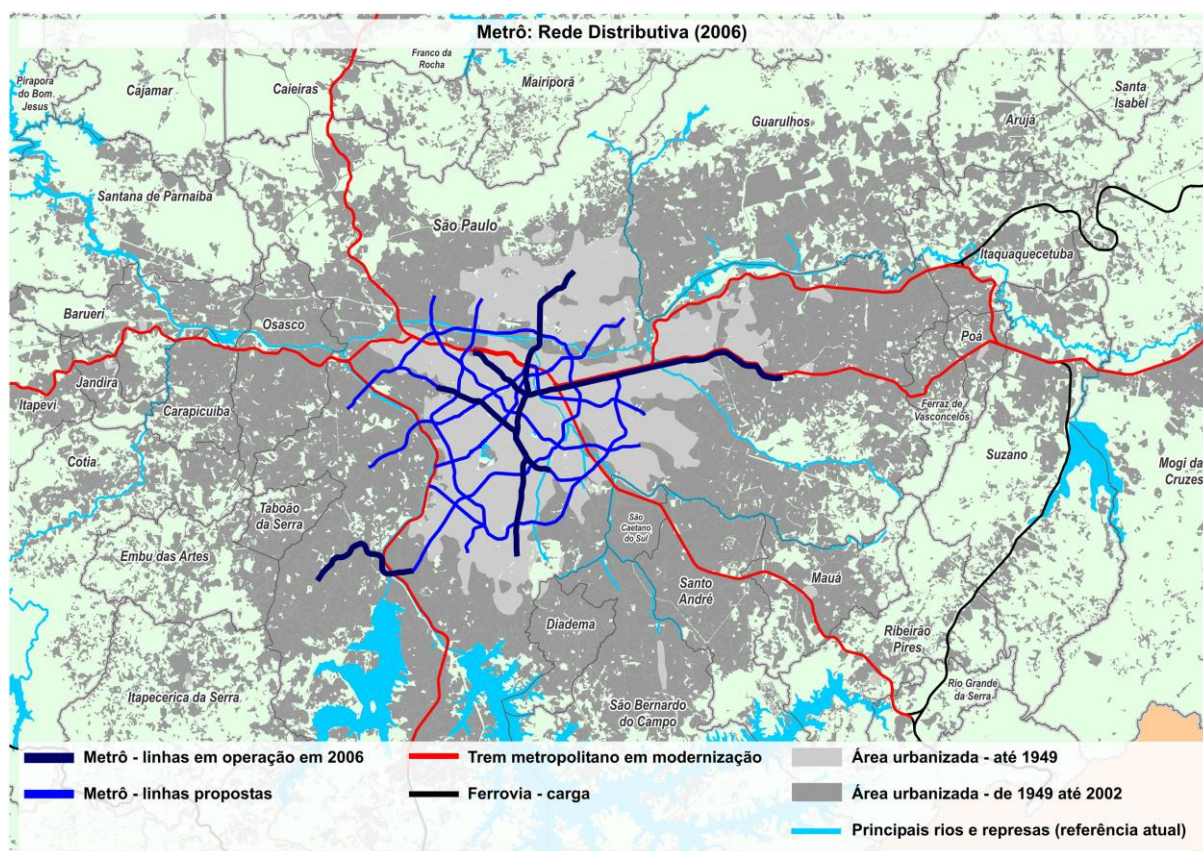 Metrô: Rede Distributiva (2006)
Franco da
Rocha
Santa
Isabel
Pirapora
do Bom
Jesus
Cajamar
Caieiras
Mairiporã
Guarulhos
Arujá
Santana de Parnaíba
São Paulo
Itaquaquecetuba
Barueri
Osasco
Poá
Jandira
Itapevi
Carapicuíba
Ferraz de
Vasconcelos
Cotia
Suzano
Mogi da
Cruzes
Taboão
da Serra
São
Caetano
do Sul
Embu das Artes
Santo
André
Mauá
Diadema
Ribeirão
Pires
Itapecerica da Serra
Rio Grande
da Serra
São Bernardo
do Campo
Metrô - linhas em operação em 2006
Metrô - linhas propostas
Trem metropolitano em modernização
Ferrovia - carga
Área urbanizada - até 1949
Área urbanizada - de 1949 até 2002
Principais rios e represas (referência atual)